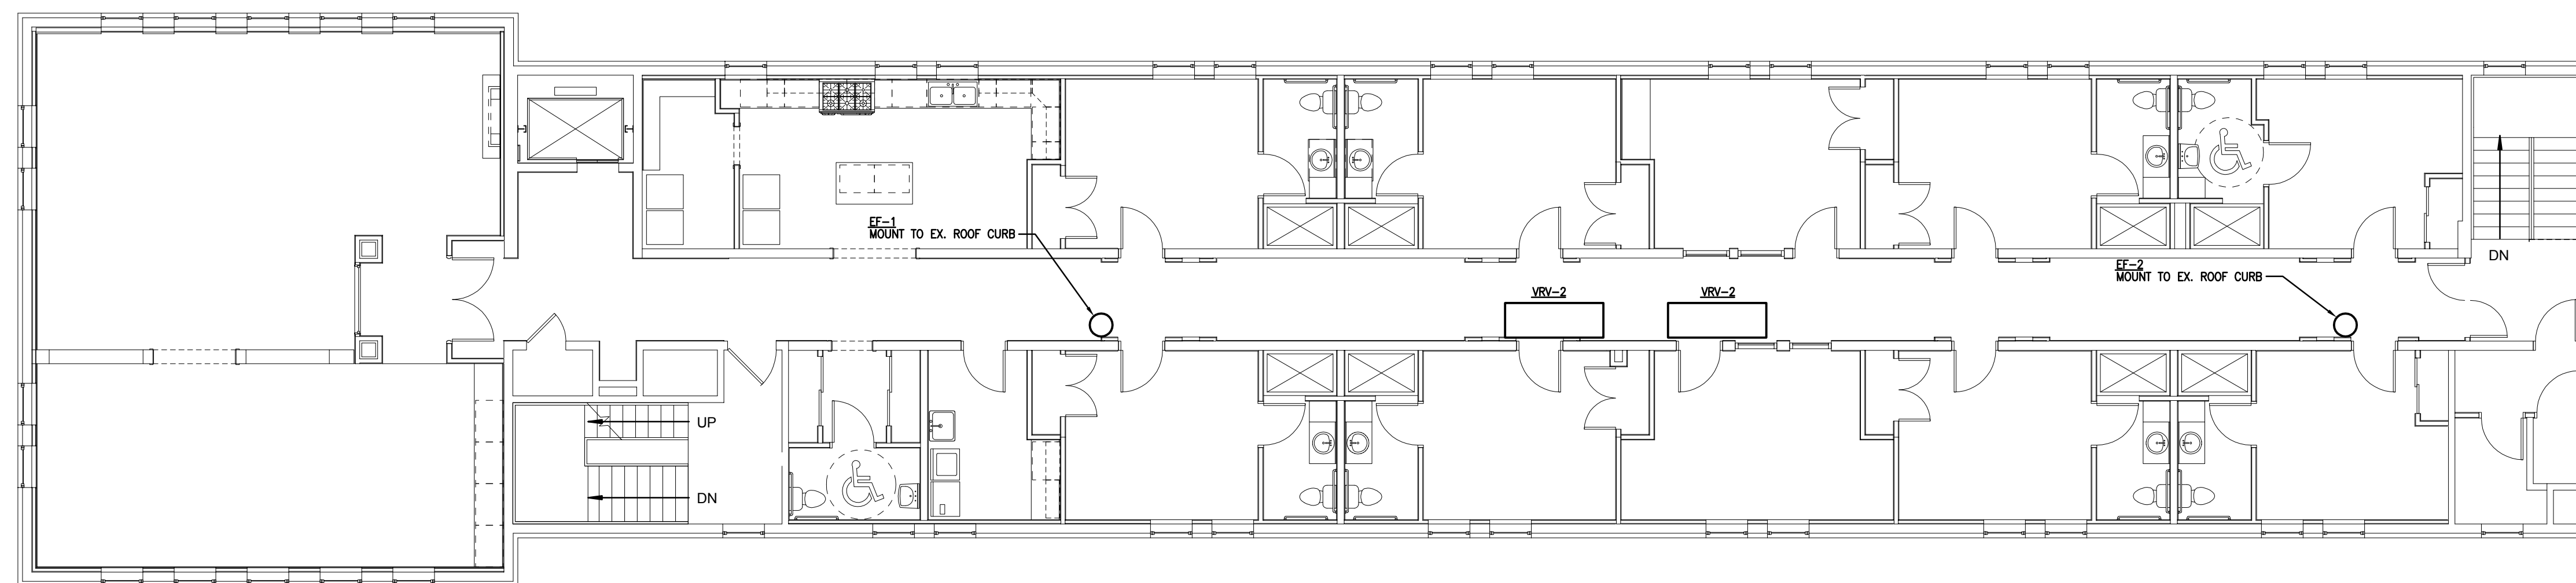 EF-1
MOUNT TO EX. ROOF CURB
DN
EF-2
MOUNT TO EX. ROOF CURB
VRV-2
VRV-2
UP
DN